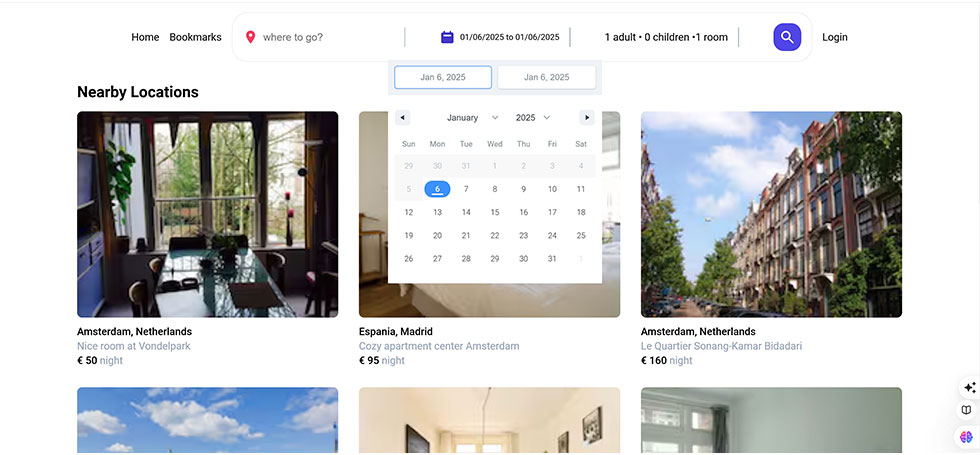 Home Bookmarks where to go? 01/06/2025 to 01/06/2025 1 adult • 0 children •1 room Login
Jan 6, 2025 Jan 6, 2025
Nearby Locations
January 2025
Sun Mon Tue Wed Thu Fri Sat
29 30 31 1 2 3 4
5 6 7 8 9 10 11
12 13 14 15 16 17 18
19 20 21 22 23 24 25
26 27 28 29 30 31 1
Amsterdam, Netherlands
Nice room at Vondelpark
€ 50 night
Espania, Madrid
Cozy apartment center Amsterdam
€ 95 night
Amsterdam, Netherlands
Le Quartier Sonang-Kamar Bidadari
€ 160 night